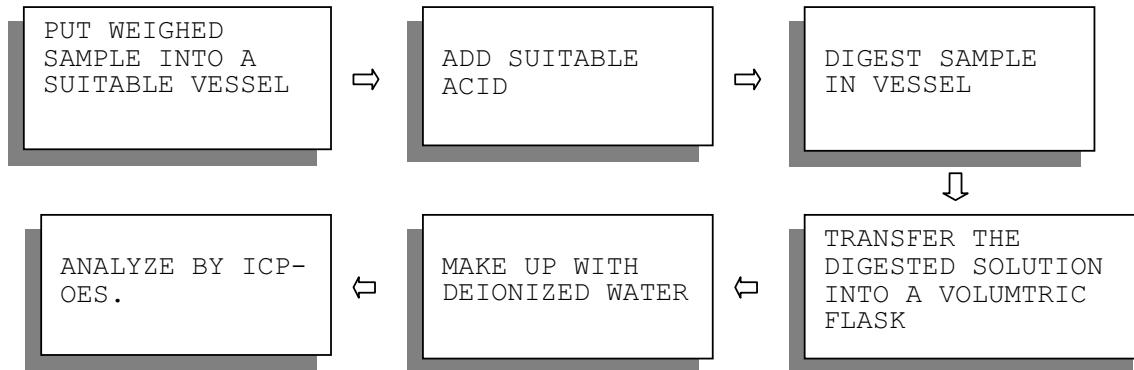 PUT WEIGHED
SAMPLE INTO A
SUITABLE VESSEL
ADD SUITABLE
ACID
DIGEST SAMPLE
IN VESSEL
TRANSFER THE
DIGESTED SOLUTION
INTO A VOLUMTRIC
FLASK
MAKE UP WITH
DEIONIZED WATER
ANALYZE BY ICP-
OES.